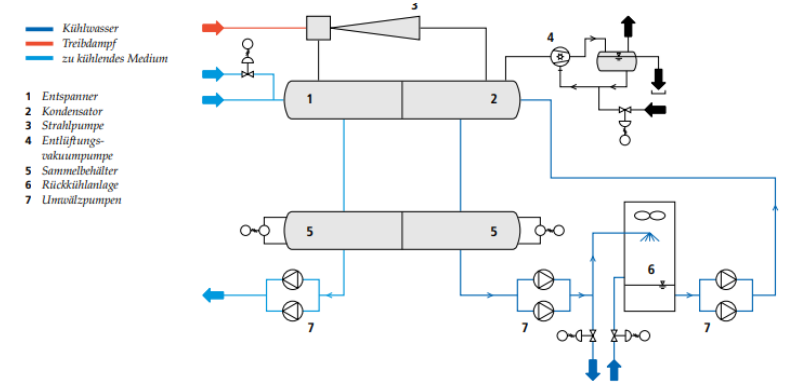 Kühlwasser
Treibdampf
zu kühlendes Medium
1 Entspanner
2 Kondensator
3 Strahlpumpe
4 Entlüftungs-
vakuumpumpe
5 Sammelbehälter
6 Rückkühlanlage
7 Umwälzpumpen
3
4
1
2
5
5
6
7
7
7